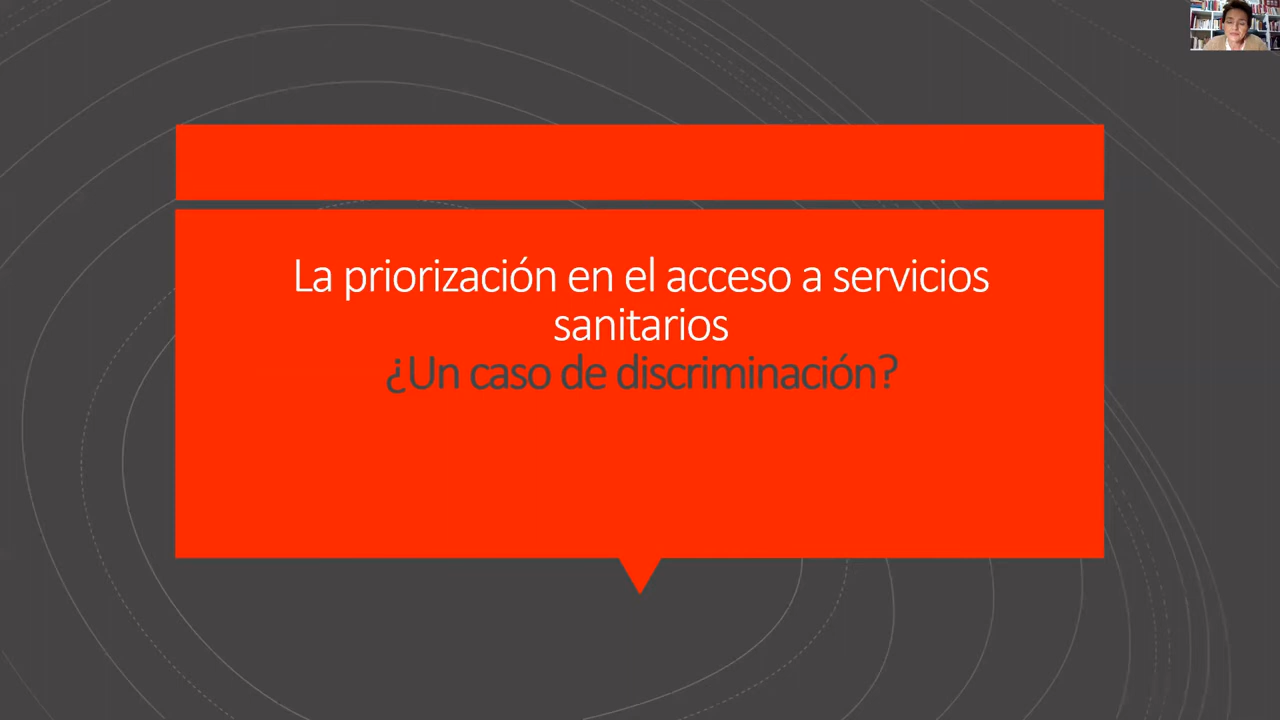 La priorización en el acceso a servicios
sanitarios
¿Un caso de discriminación?